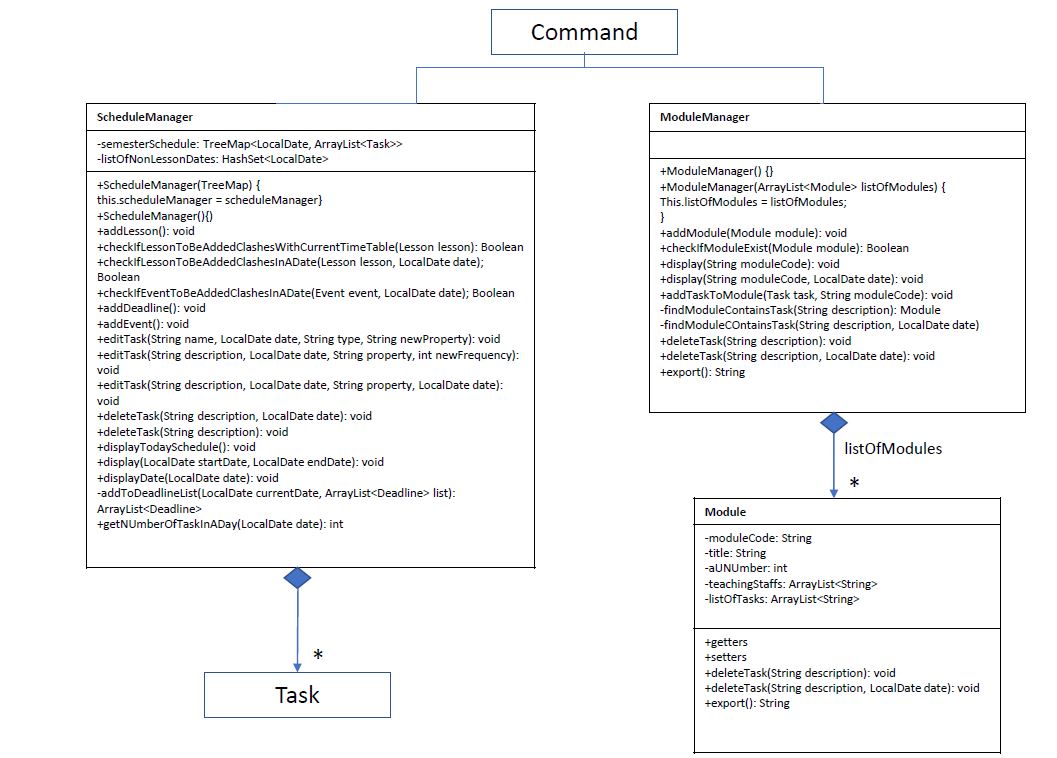 Command
ScheduleManager
-semesterSchedule: TreeMap<LocalDate, ArrayList<Task>>
-listOfNonLessonDates: HashSet<LocalDate>
+ScheduleManager(TreeMap) {
this.scheduleManager = scheduleManager}
+ScheduleManager(){)
+addLesson(): void
+checkIfLessonToBeAddedClashesWithCurrentTimeTable(Lesson lesson): Boolean
+checkIfLessonToBeAddedClashesInADate(Lesson lesson, LocalDate date);
Boolean
+checkIfEventToBeAddedClashesInADate(Event event, LocalDate date); Boolean
+addDeadline(): void
+addEvent(): void
+editTask(String name, LocalDate date, String type, String newProperty): void
+editTask(String description, LocalDate date, String property, int newFrequency):
void
+editTask(String description, LocalDate date, String property, LocalDate date):
void
+deleteTask(String description, LocalDate date): void
+deleteTask(String description): void
+displayTodaySchedule(): void
+display(LocalDate startDate, LocalDate endDate): void
+displayDate(LocalDate date): void
-addToDeadlineList(LocalDate currentDate, ArrayList<Deadline> list):
ArrayList<Deadline>
+getNUmberOfTaskInADay(LocalDate date): int
*
Task
ModuleManager
+ModuleManager() {}
+ModuleManager(ArrayList<Module> listOfModules) {
This.listOfModules = listOfModules;
}
+addModule(Module module): void
+checkIfModuleExist(Module module): Boolean
+display(String moduleCode): void
+display(String moduleCode, LocalDate date): void
+addTaskToModule(Task task, String moduleCode): void
-findModuleContainsTask(String description): Module
-findModuleCOntainsTask(String description, LocalDate date)
+deleteTask(String description): void
+deleteTask(String description, LocalDate date): void
+export(): String
listOfModules
*
Module
-moduleCode: String
-title: String
-aUNUmber: int
-teachingStaffs: ArrayList<String>
-listOfTasks: ArrayList<String>
+getters
+setters
+deleteTask(String description): void
+deleteTask(String description, LocalDate date): void
+export(): String